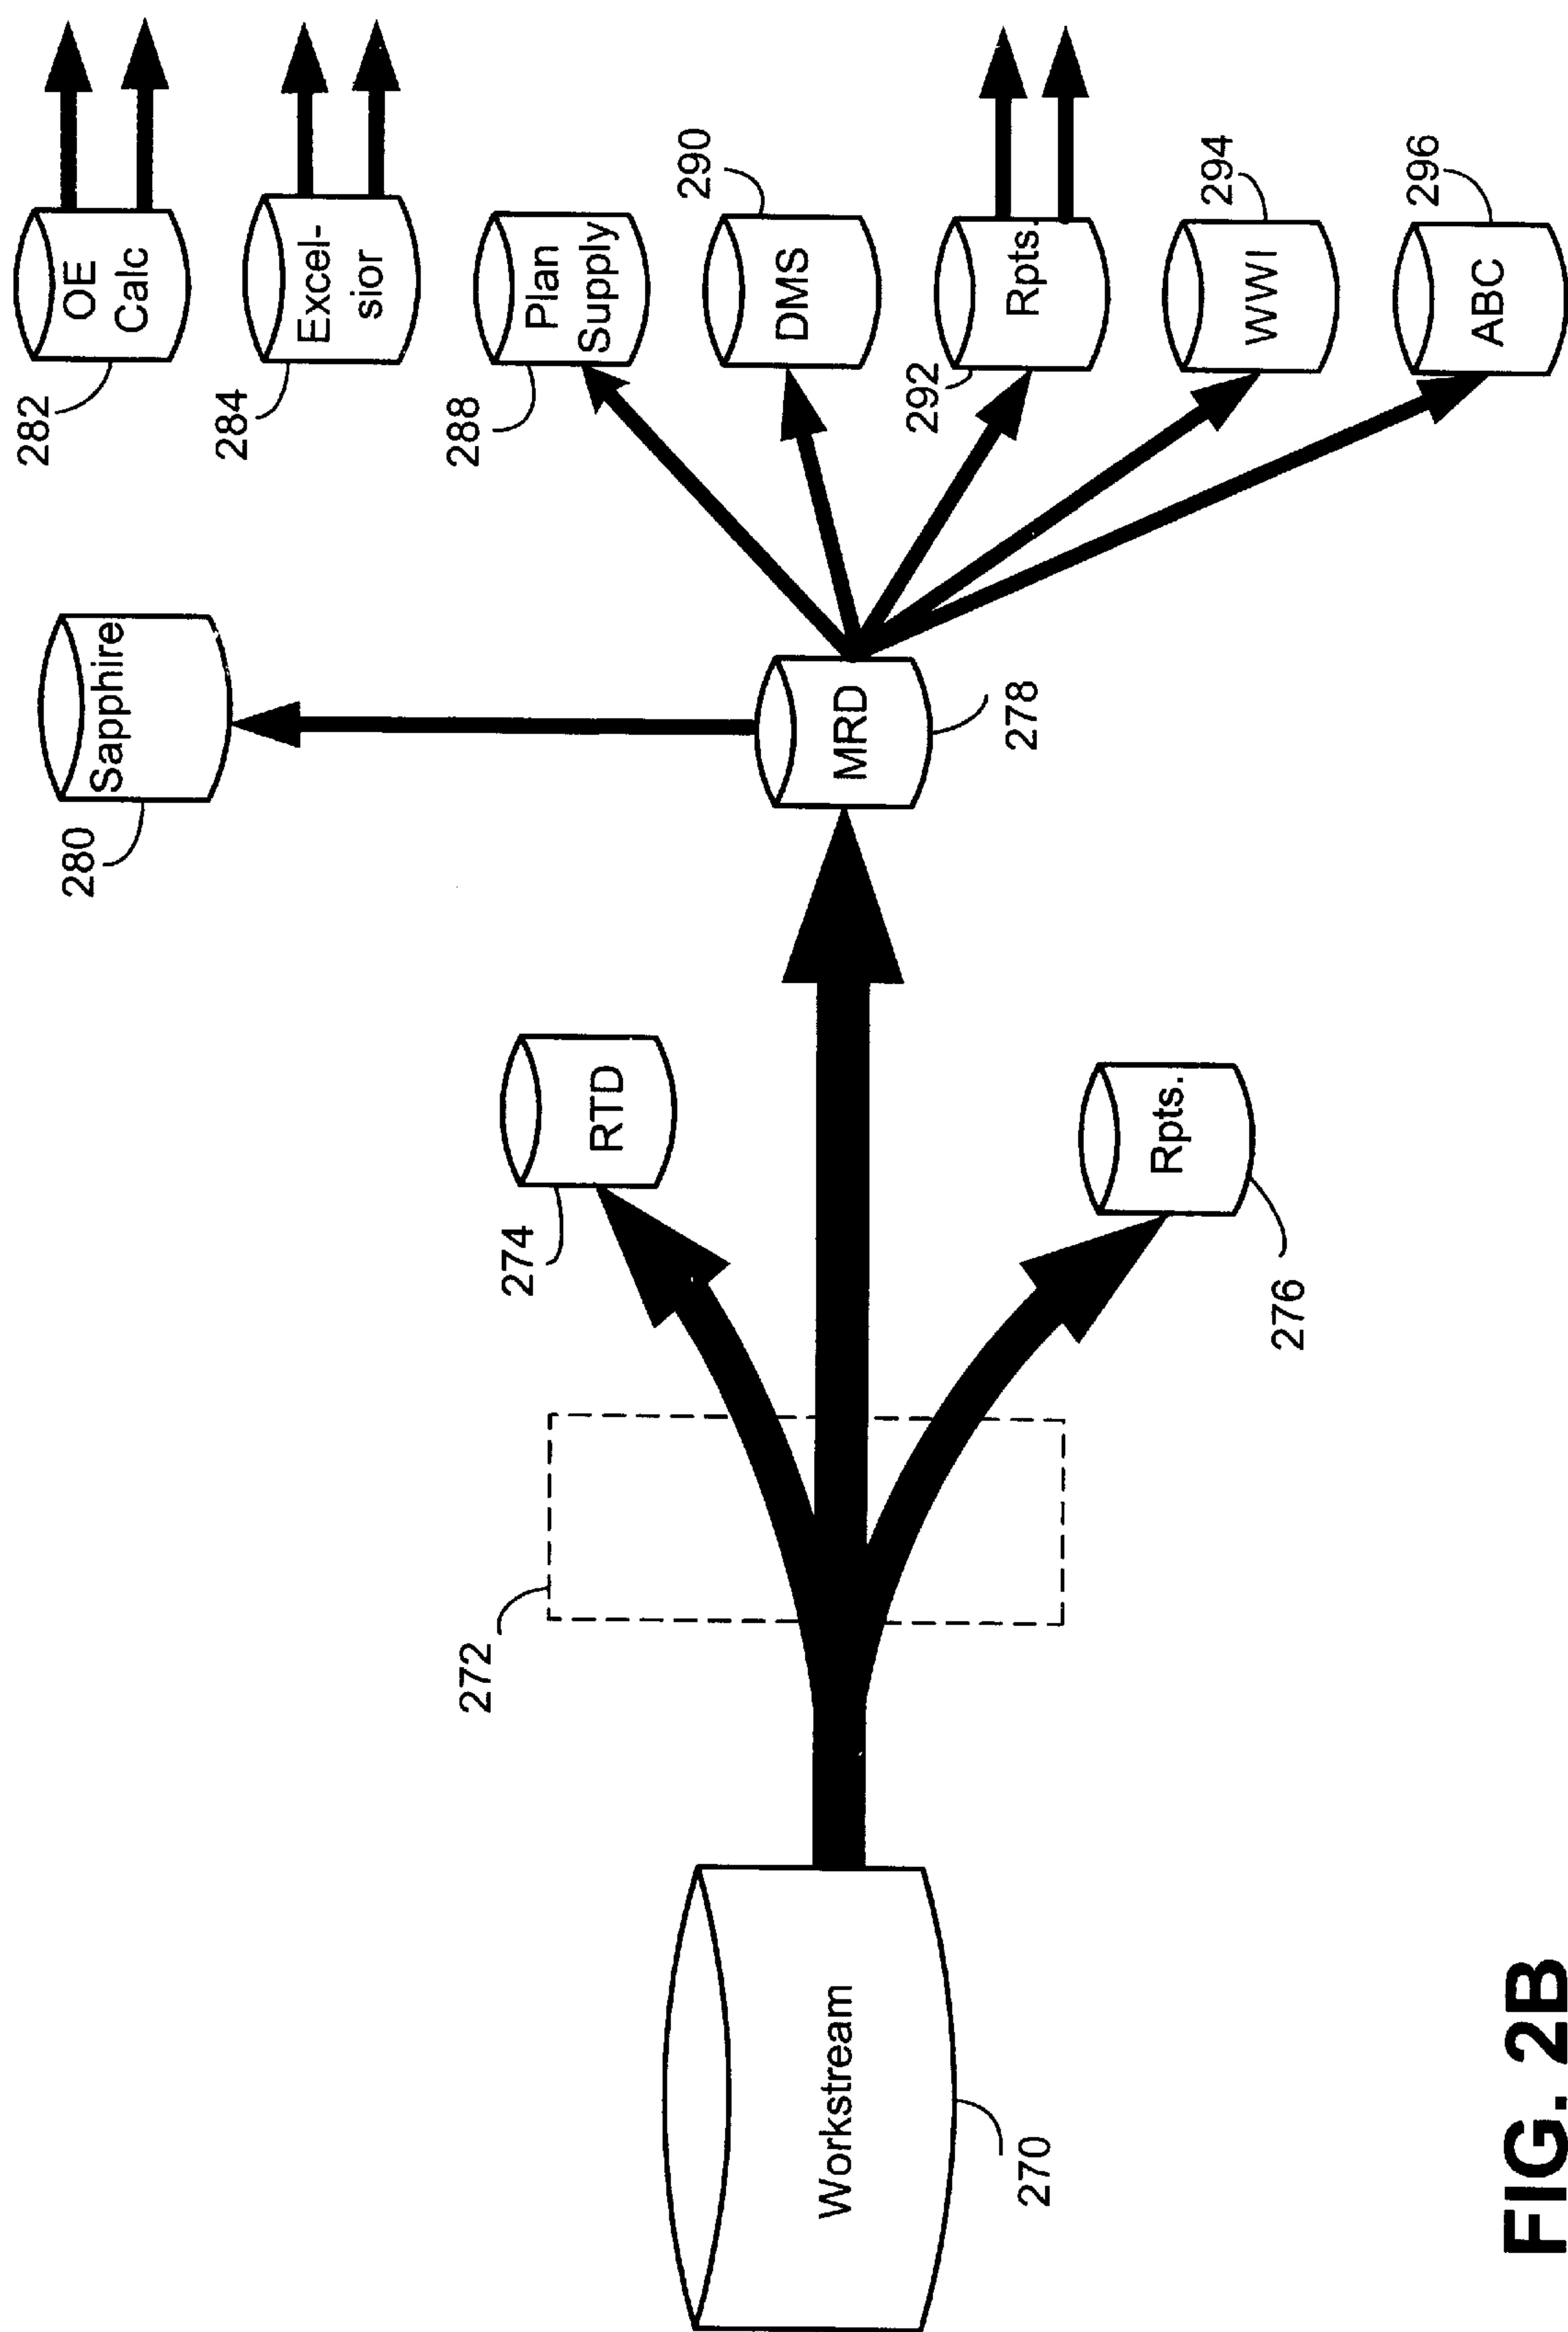 282
OE
Calc
284
Excel-
sior
280
Sapphire
288
Plan
Supply
290
DMS
274
RTD
272
MRD
278
292
Rpts.
Workstream
270
Rpts.
276
294
WWI
296
ABC
FIG. 2B